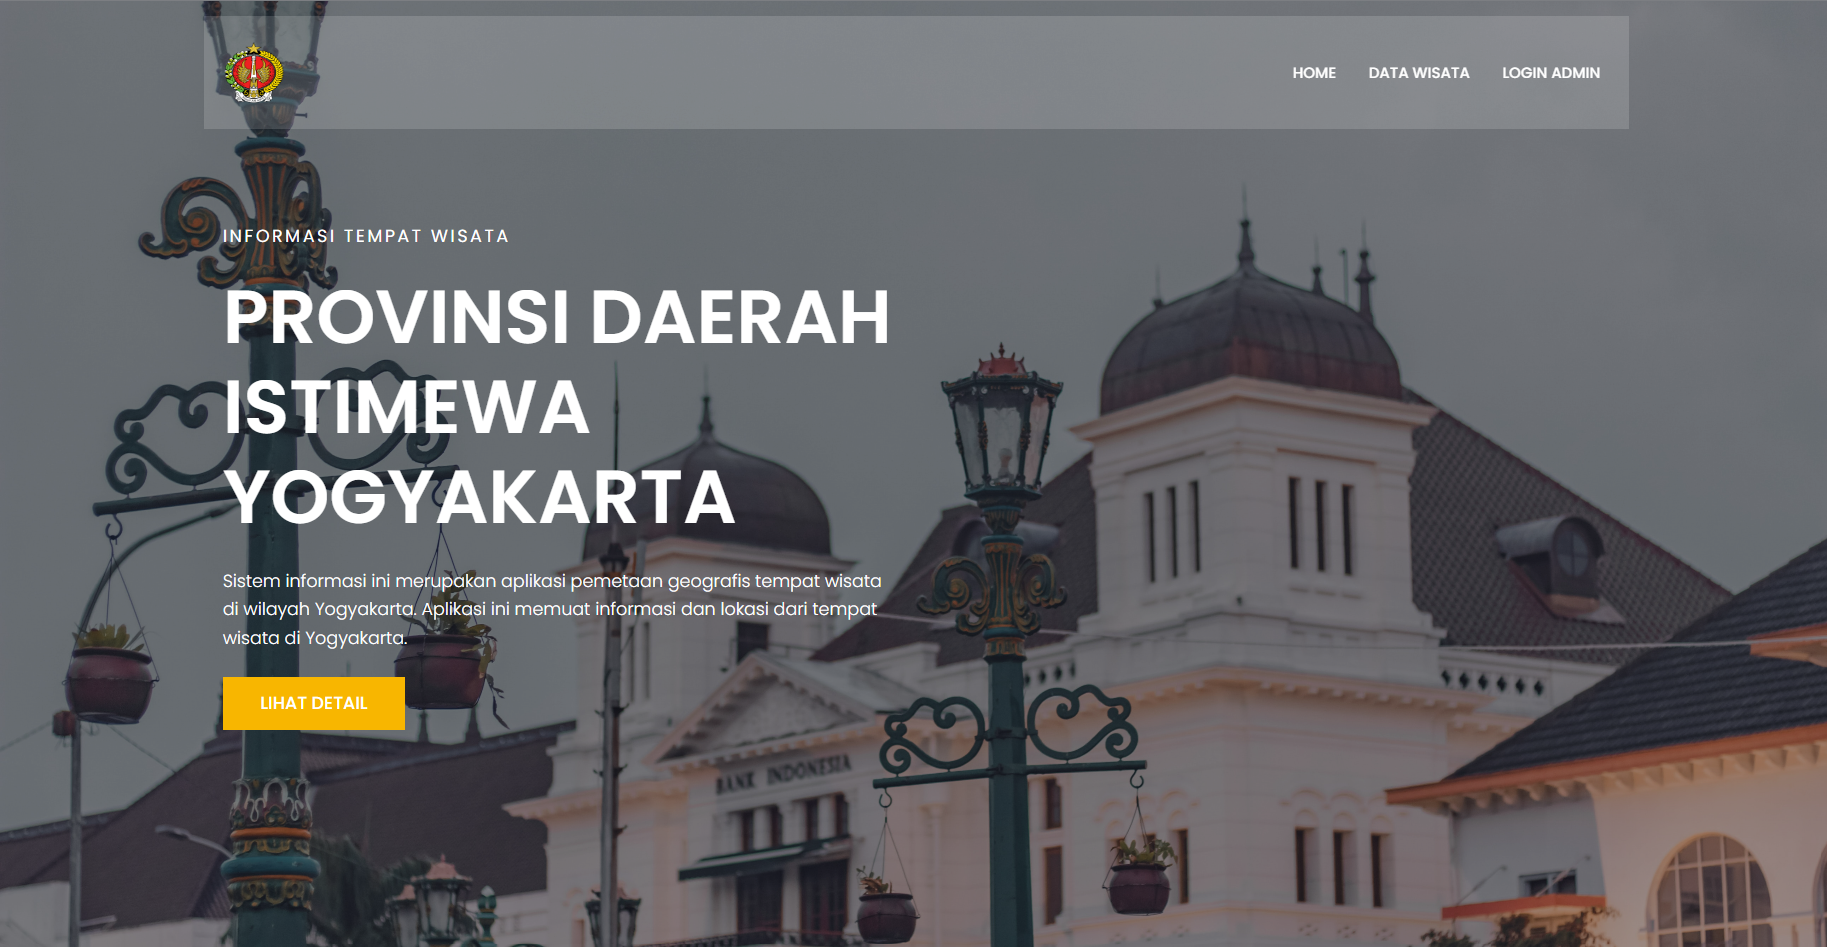 HOME DATA WISATA LOGIN ADMIN
INFORMASI TEMPAT WISATA
PROVINSI DAERAH
ISTIMEWA
YOGYAKARTA
Sistem informasi ini merupakan aplikasi pemetaan geografis tempat wisata
di wilayah Yogyakarta. Aplikasi ini memuat informasi dan lokasi dari tempat
wisata di Yogyakarta.
LIHAT DETAIL
BANK INDONESIA